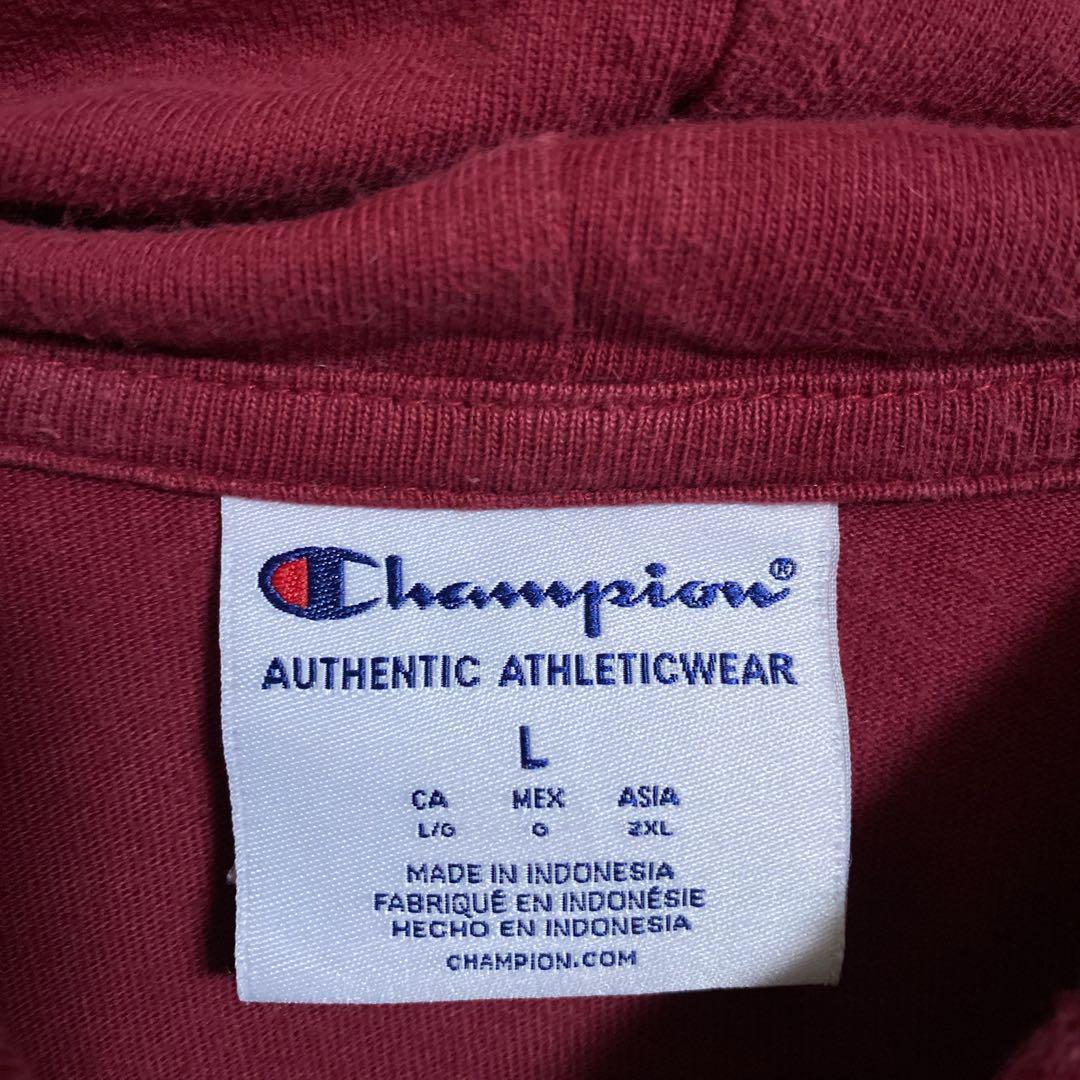 Champion®
AUTHENTIC ATHLETICWEAR
L
CA MEX ASIA
L/G G 2XL
MADE IN INDONESIA
FABRIQUÉ EN INDONÉSIE
HECHO EN INDONESIA
CHAMPION.COM